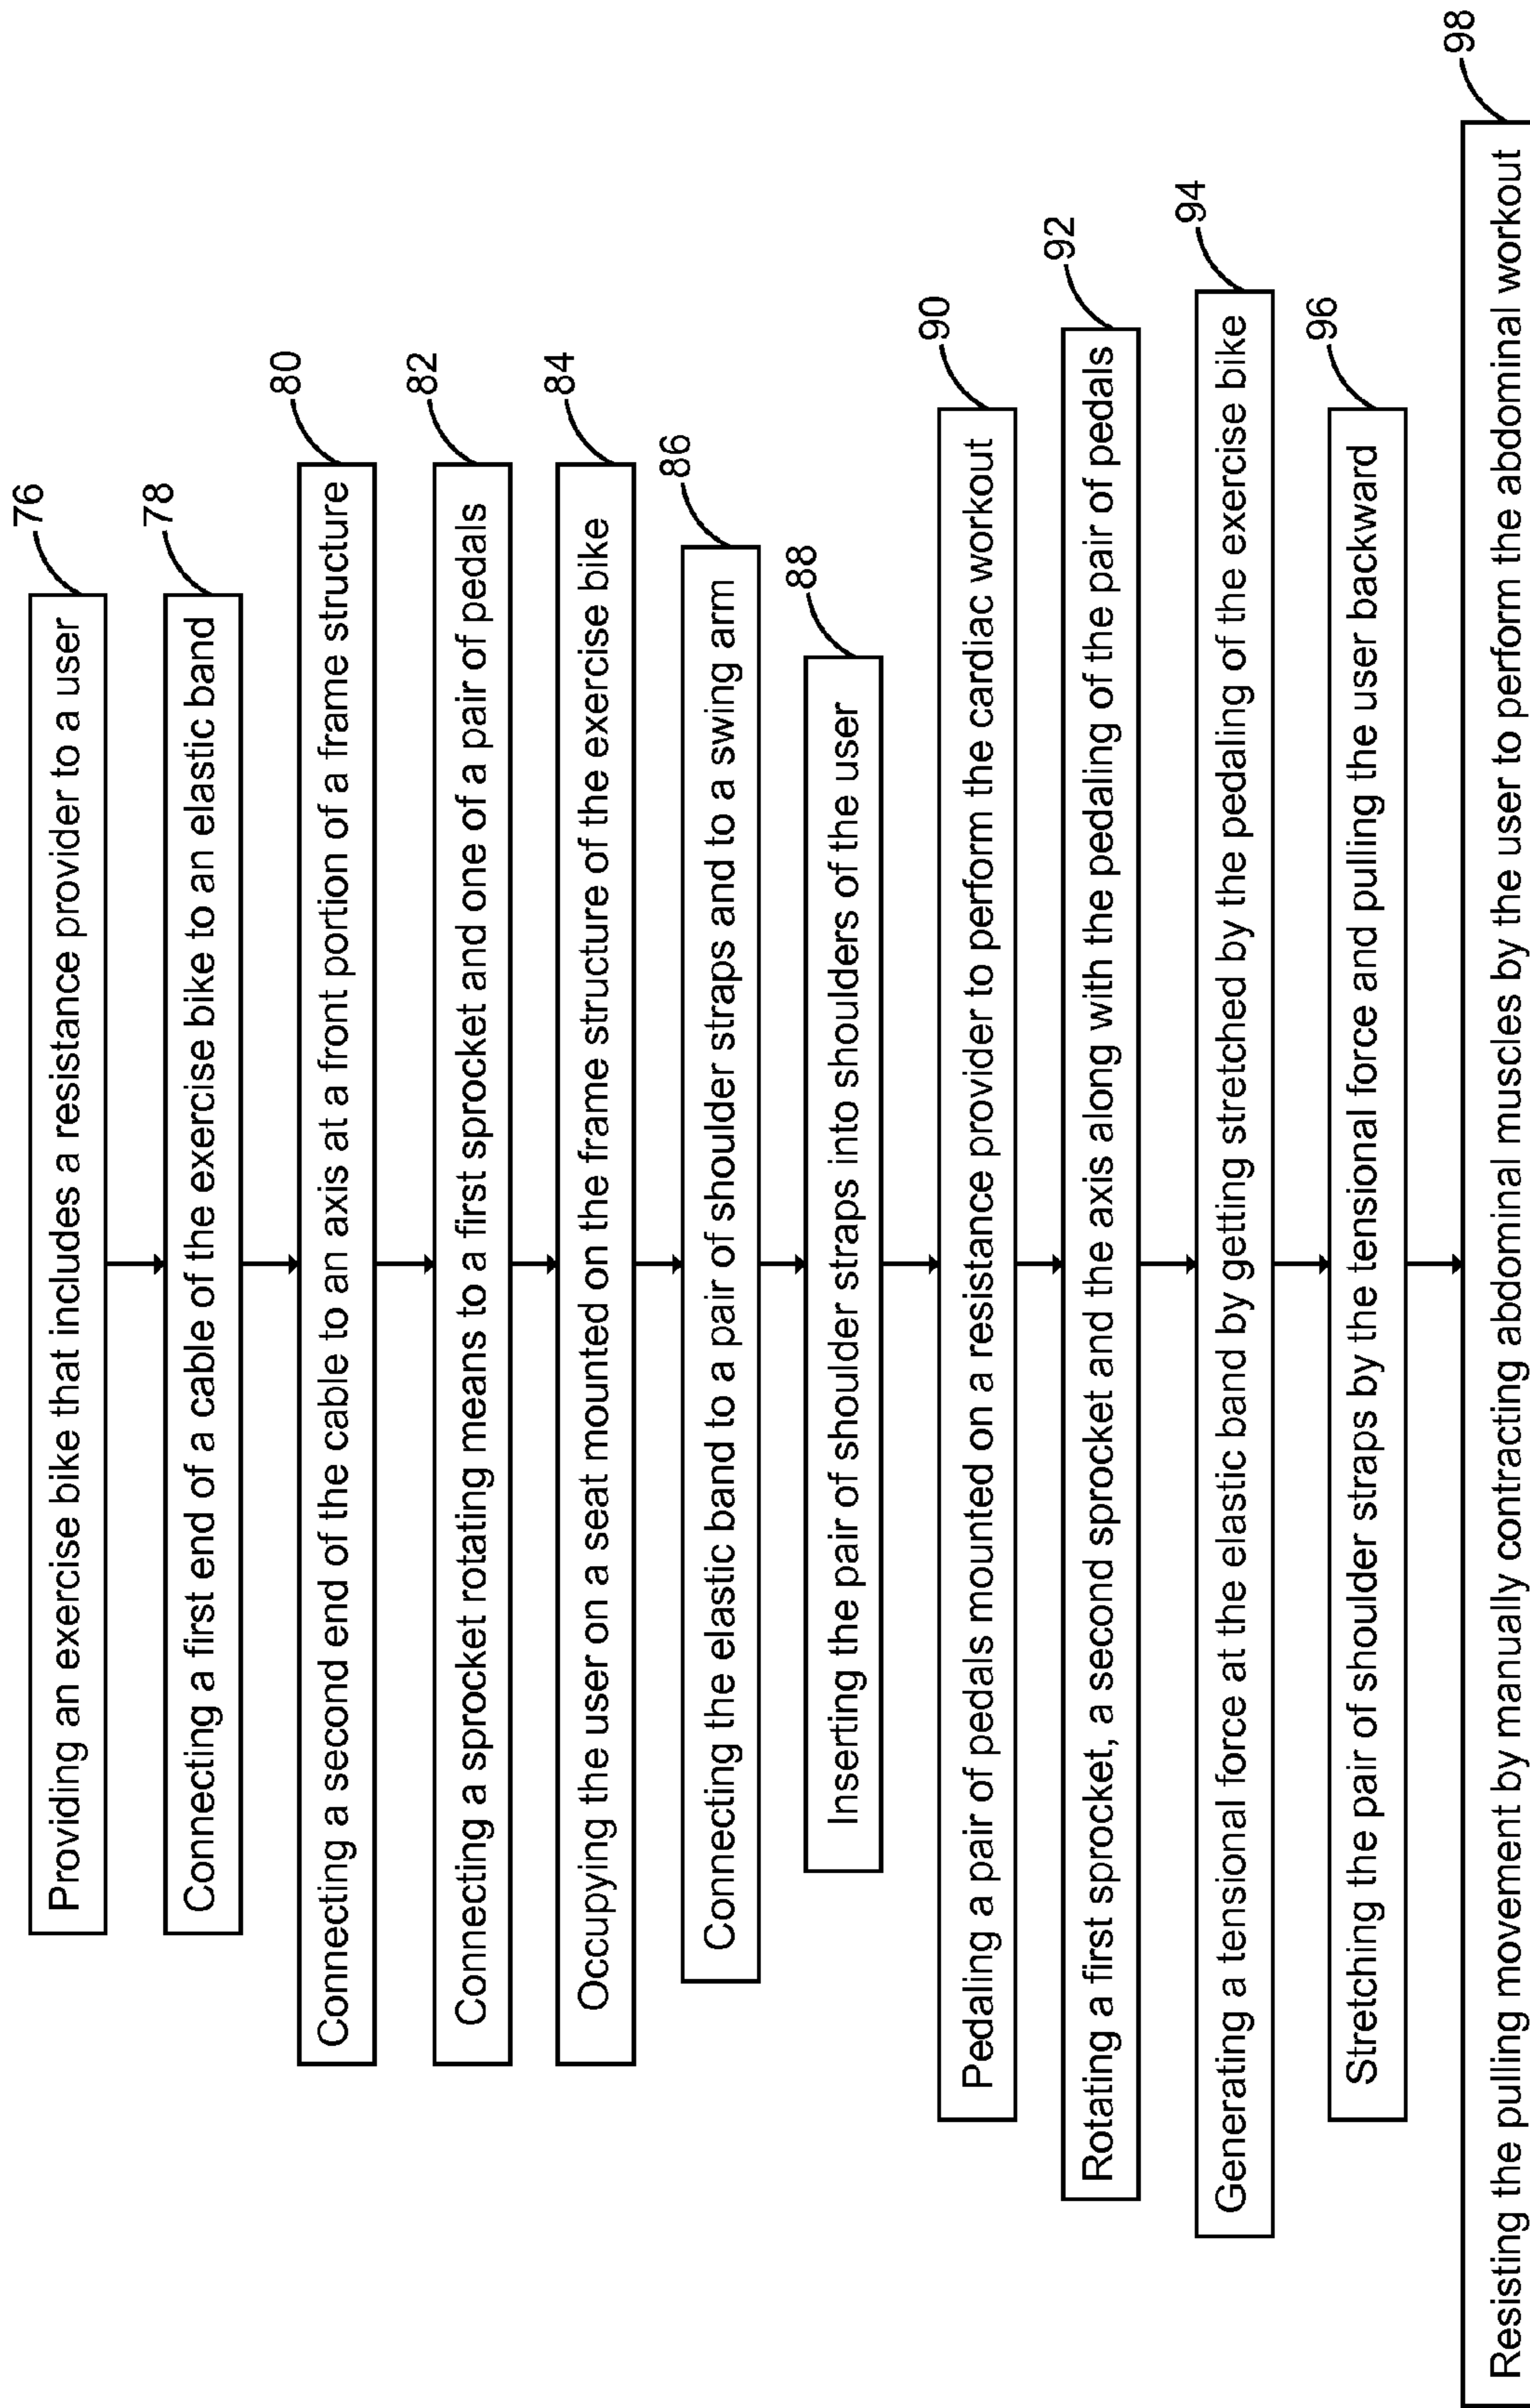 76
Providing an exercise bike that includes a resistance provider to a user
78
Connecting a first end of a cable of the exercise bike to an elastic band
80
Connecting a second end of the cable to an axis at a front portion of a frame structure
82
Connecting a sprocket rotating means to a first sprocket and one of a pair of pedals
84
Occupying the user on a seat mounted on the frame structure of the exercise bike
86
Connecting the elastic band to a pair of shoulder straps and to a swing arm
88
Inserting the pair of shoulder straps into shoulders of the user
90
Pedaling a pair of pedals mounted on a resistance provider to perform the cardiac workout
92
Rotating a first sprocket, a second sprocket and the axis along with the pedaling of the pair of pedals
94
Generating a tensional force at the elastic band by getting stretched by the pedaling of the exercise bike
96
Stretching the pair of shoulder straps by the tensional force and pulling the user backward
98
Resisting the pulling movement by manually contracting abdominal muscles by the user to perform the abdominal workout